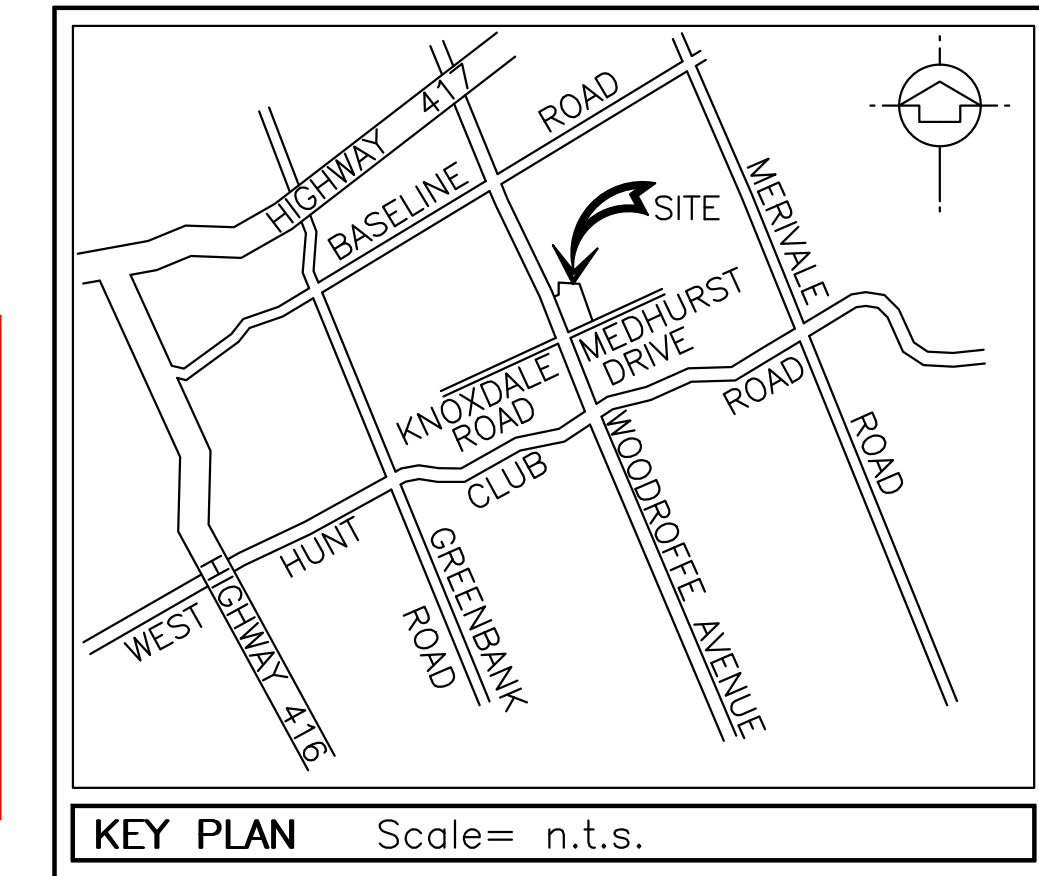 HIGHWAY 417
ROAD
BASELINE
SITE
MERIVALE
MEDHURST
DRIVE
KNOXDALE
ROAD
ROAD
CLUB
WOODROFFE AVENUE
ROAD
HUNT
GREENBANK
ROAD
WEST
HIGHWAY 416
KEY PLAN Scale= n.t.s.